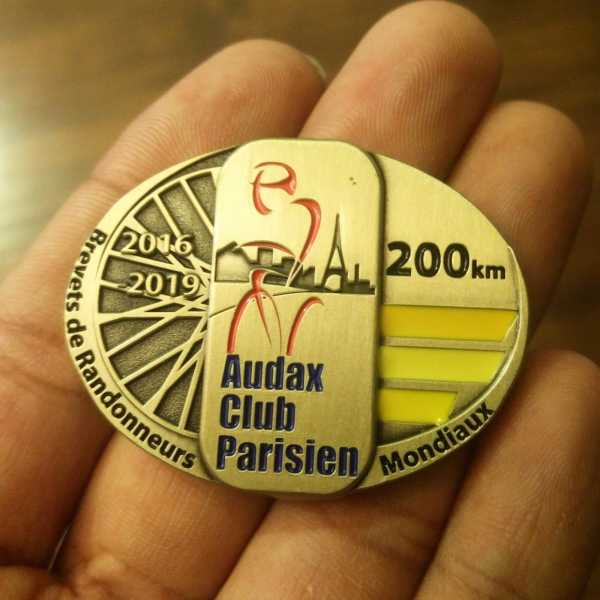 2016
2019
Brevets de Randonneurs
Audax
Club
Parisien
200km
Mondiaux